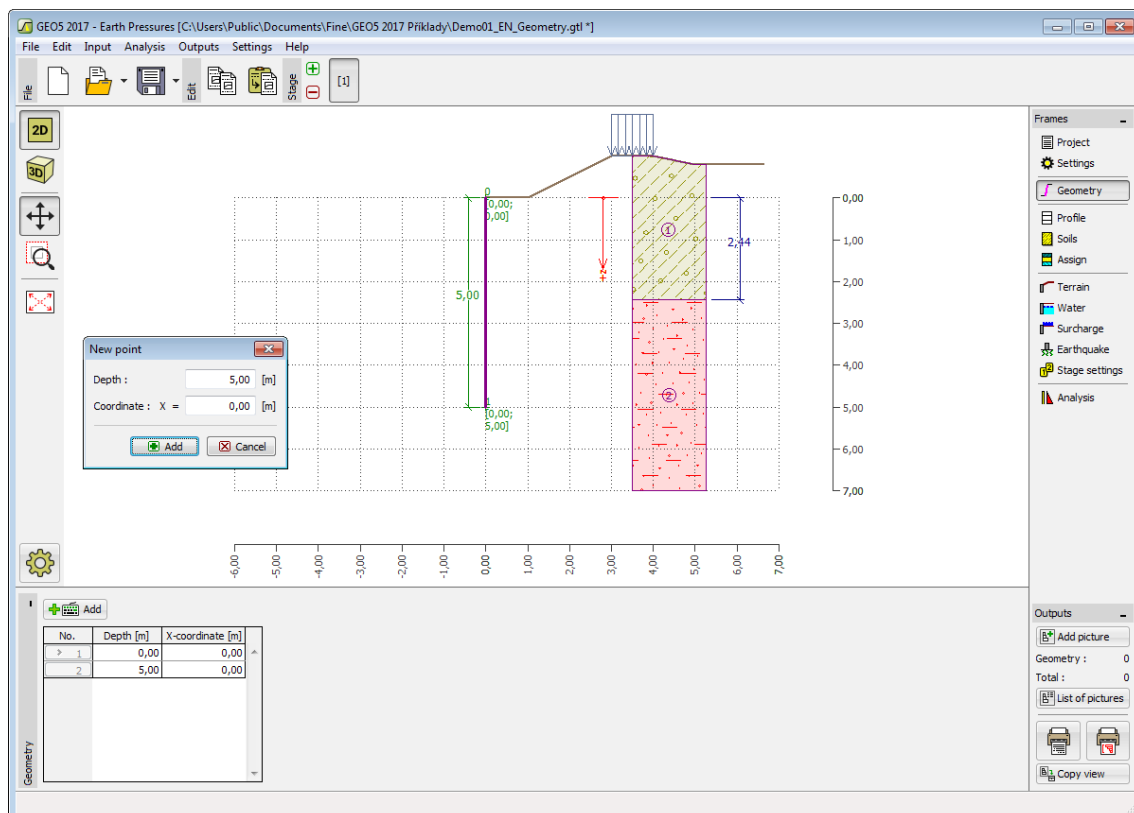 GEO5 2017 - Earth Pressures [C:\Users\Public\Documents\Fine\GEO5 2017 Příklady\Demo01_EN_Geometry.gtl *]
File Edit Input Analysis Outputs Settings Help
File
Edit
Stage
[1]
2D
3D
0
[0,00;
0,00]
5,00
1
[0,00;
5,00]
+z
1
2
2,44
0,00
1,00
2,00
3,00
4,00
5,00
6,00
7,00
-6,00 -5,00 -4,00 -3,00 -2,00 -1,00 0,00 1,00 2,00 3,00 4,00 5,00 6,00 7,00
New point
Depth : 5,00 [m]
Coordinate : X = 0,00 [m]
Add Cancel
Frames
Project
Settings
Geometry
Profile
Soils
Assign
Terrain
Water
Surcharge
Earthquake
Stage settings
Analysis
Geometry
Add
No. Depth [m] X-coordinate [m]
> 1 0,00 0,00
2 5,00 0,00
Outputs
Add picture
Geometry : 0
Total : 0
List of pictures
Copy view